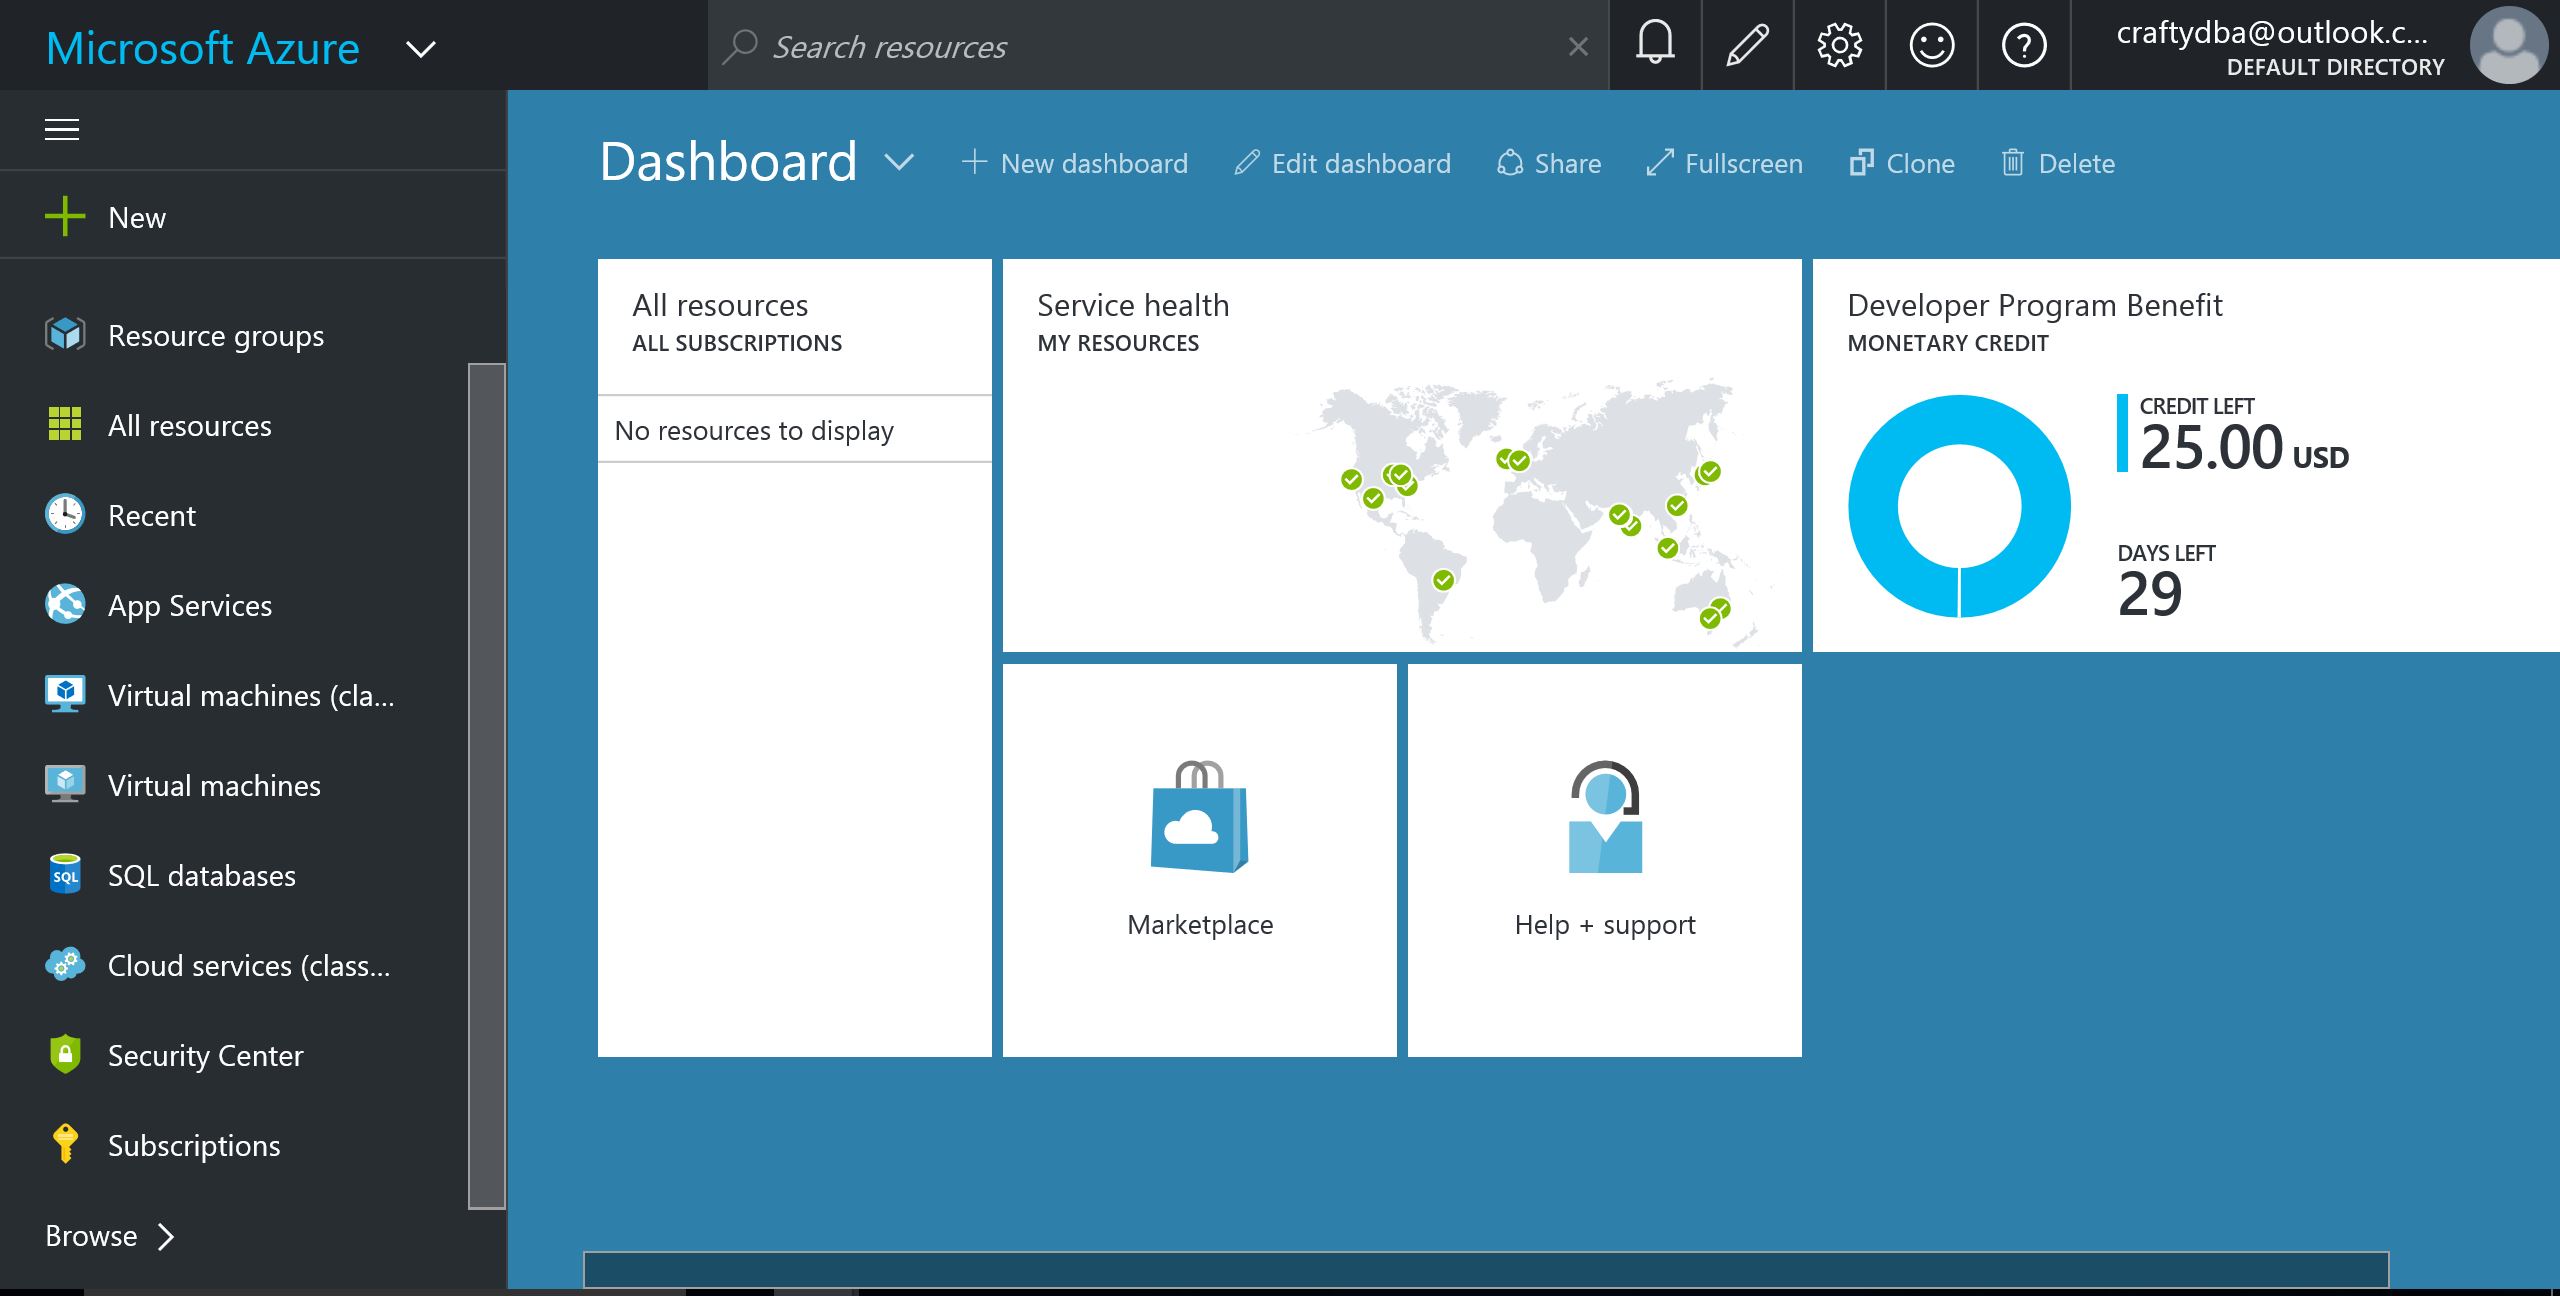 Microsoft Azure
Search resources
craftydba@outlook.c...
DEFAULT DIRECTORY
New
Resource groups
All resources
Recent
App Services
Virtual machines (cla...
Virtual machines
SQL databases
Cloud services (class...
Security Center
Subscriptions
Browse
Dashboard
New dashboard
Edit dashboard
Share
Fullscreen
Clone
Delete
All resources
ALL SUBSCRIPTIONS
No resources to display
Service health
MY RESOURCES
Developer Program Benefit
MONETARY CREDIT
CREDIT LEFT
25.00 USD
DAYS LEFT
29
Marketplace
Help + support
SQL